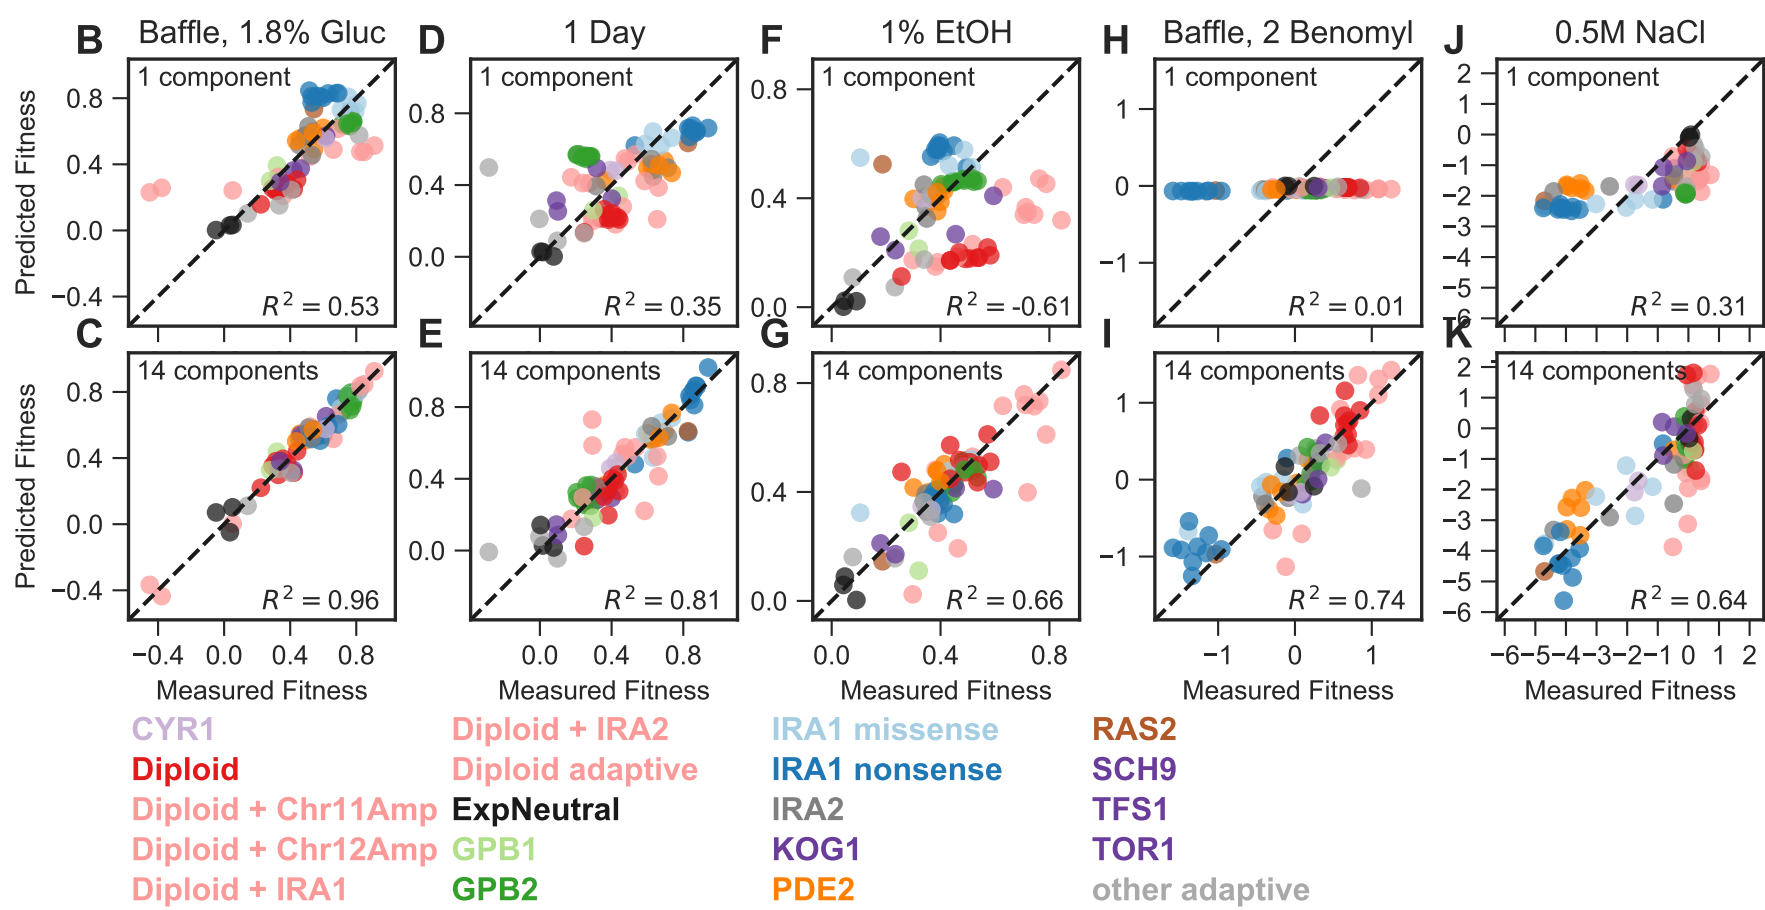 B Baffle, 1.8% Gluc D 1 Day F 1% EtOH H Baffle, 2 Benomyl J 0.5M NaCl
1 component 1 component 1 component 1 component 1 component
Predicted Fitness
0.8
0.4
0.0
−0.4
R² = 0.53
0.8
0.4
0.0
R² = 0.35
0.8
0.4
0.0
R² = -0.61
1
0
−1
R² = 0.01
2
1
0
−1
−2
−3
−4
−5
−6
R² = 0.31
C E G I K
14 components 14 components 14 components 14 components 14 components
Predicted Fitness
0.8
0.4
0.0
−0.4
R² = 0.96
0.8
0.4
0.0
R² = 0.81
0.8
0.4
0.0
R² = 0.66
1
0
−1
R² = 0.74
2
1
0
−1
−2
−3
−4
−5
−6
R² = 0.64
−0.4 0.0 0.4 0.8 0.0 0.4 0.8 0.0 0.4 0.8 −1 0 1 −6 −5 −4 −3 −2 −1 0 1 2
Measured Fitness Measured Fitness Measured Fitness Measured Fitness Measured Fitness
CYR1 Diploid + IRA2 IRA1 missense RAS2
Diploid Diploid adaptive IRA1 nonsense SCH9
Diploid + Chr11Amp ExpNeutral IRA2 TFS1
Diploid + Chr12Amp GPB1 KOG1 TOR1
Diploid + IRA1 GPB2 PDE2 other adaptive